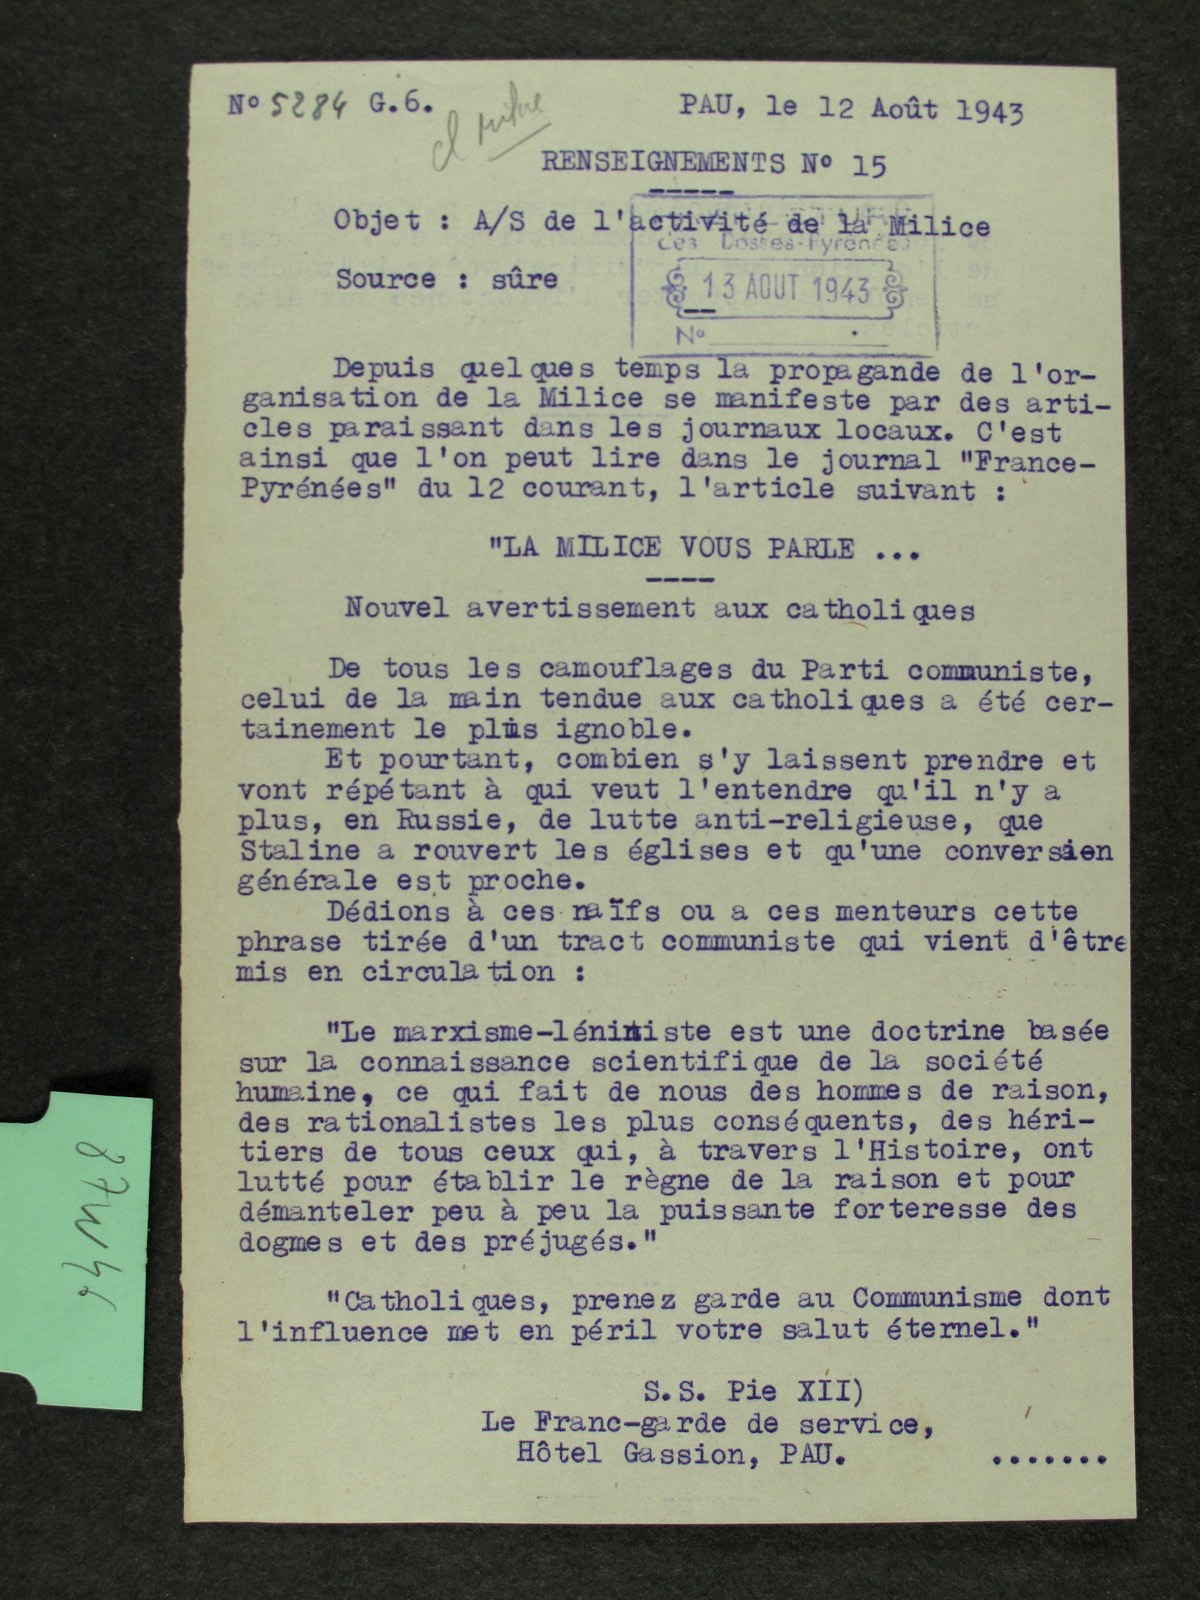 N° 5284 G.6.
PAU, le 12 Août 1943
RENSEIGNEMENTS N° 15
Objet : A/S de l'activité de la Milice
des Basses-Pyrénées
Source : sûre
13 AOUT 1943
N°
Depuis quelques temps la propagande de l'or-
ganisation de la Milice se manifeste par des arti-
cles paraissant dans les journaux locaux. C'est
ainsi que l'on peut lire dans le journal "France-
Pyrénées" du 12 courant, l'article suivant :
"LA MILICE VOUS PARLE ...
Nouvel avertissement aux catholiques
De tous les camouflages du Parti communiste,
celui de la main tendue aux catholiques a été cer-
tainement le plus ignoble.
Et pourtant, combien s'y laissent prendre et
vont répétant à qui veut l'entendre qu'il n'y a
plus, en Russie, de lutte anti-religieuse, que
Staline a rouvert les églises et qu'une conversion
générale est proche.
Dédions à ces naïfs ou a ces menteurs cette
phrase tirée d'un tract communiste qui vient d'être
mis en circulation :
"Le marxisme-léniniste est une doctrine basée
sur la connaissance scientifique de la société
humaine, ce qui fait de nous des hommes de raison,
des rationalistes les plus conséquents, des héri-
tiers de tous ceux qui, à travers l'Histoire, ont
lutté pour établir le règne de la raison et pour
démanteler peu à peu la puissante forteresse des
dogmes et des préjugés."
"Catholiques, prenez garde au Communisme dont
l'influence met en péril votre salut éternel."
S.S. Pie XII)
Le Franc-garde de service,
Hôtel Gassion, PAU.
.......